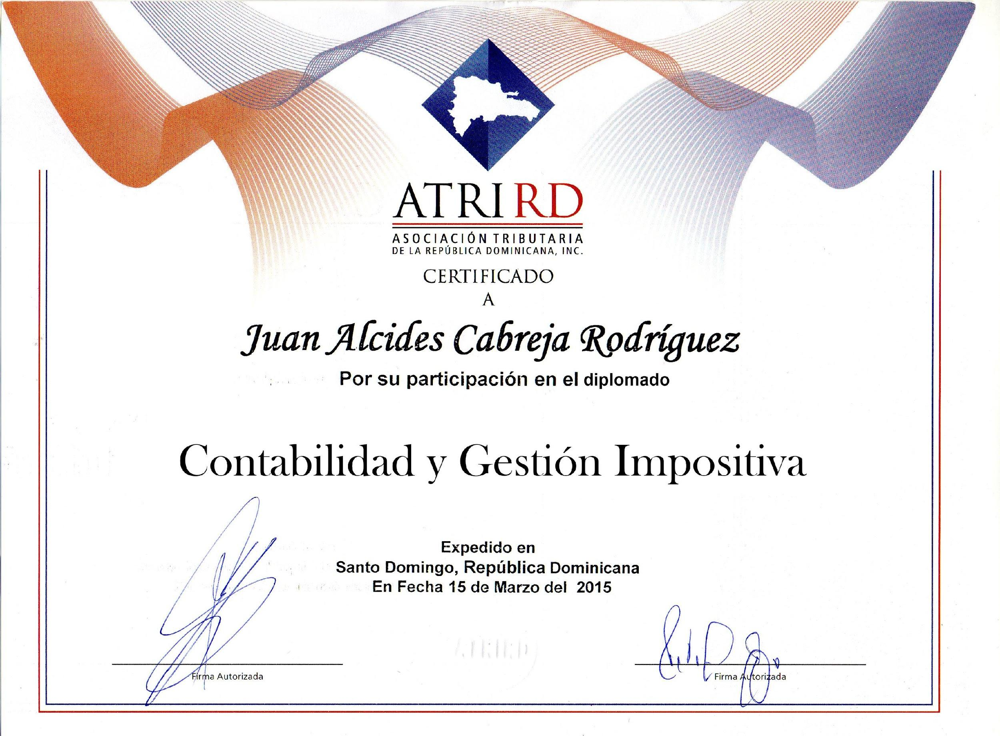 ATRIRD
ASOCIACIÓN TRIBUTARIA
DE LA REPÚBLICA DOMINICANA, INC.
CERTIFICADO
A
Juan Alcides Cabreja Rodríguez
Por su participación en el diplomado
Contabilidad y Gestión Impositiva
Expedido en
Santo Domingo, República Dominicana
En Fecha 15 de Marzo del 2015
ATRIRD
Firma Autorizada
Firma Autorizada